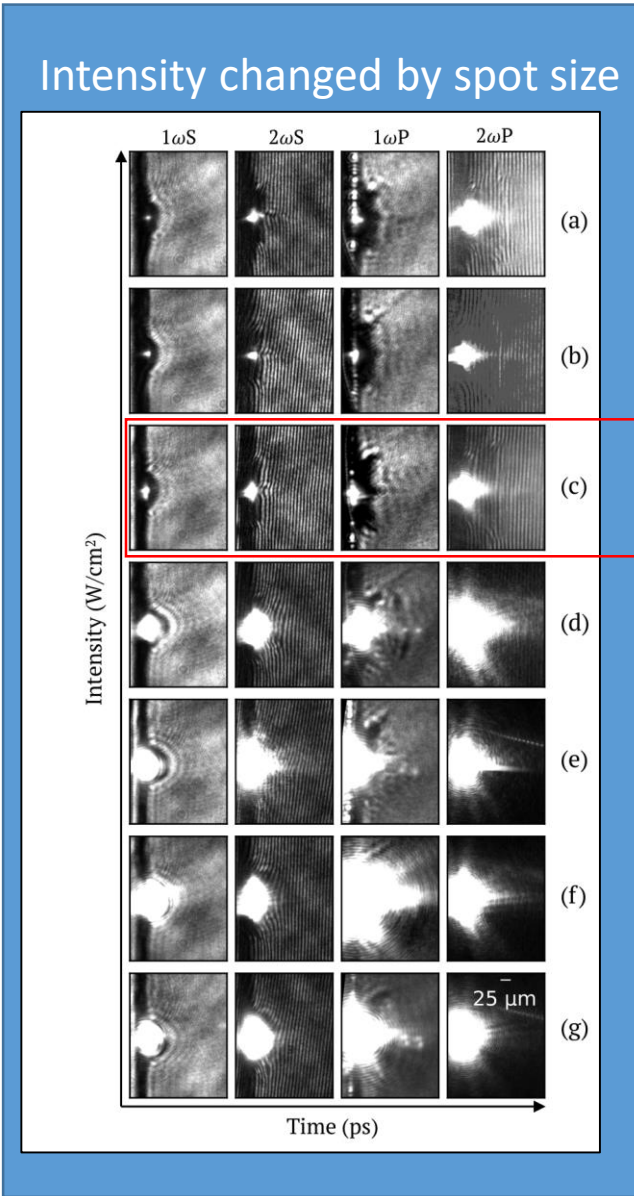 Intensity changed by spot size
1ωS 2ωS 1ωP 2ωP
(a)
(b)
(c)
Intensity (W/cm²)
(d)
(e)
(f)
25 μm
(g)
Time (ps)